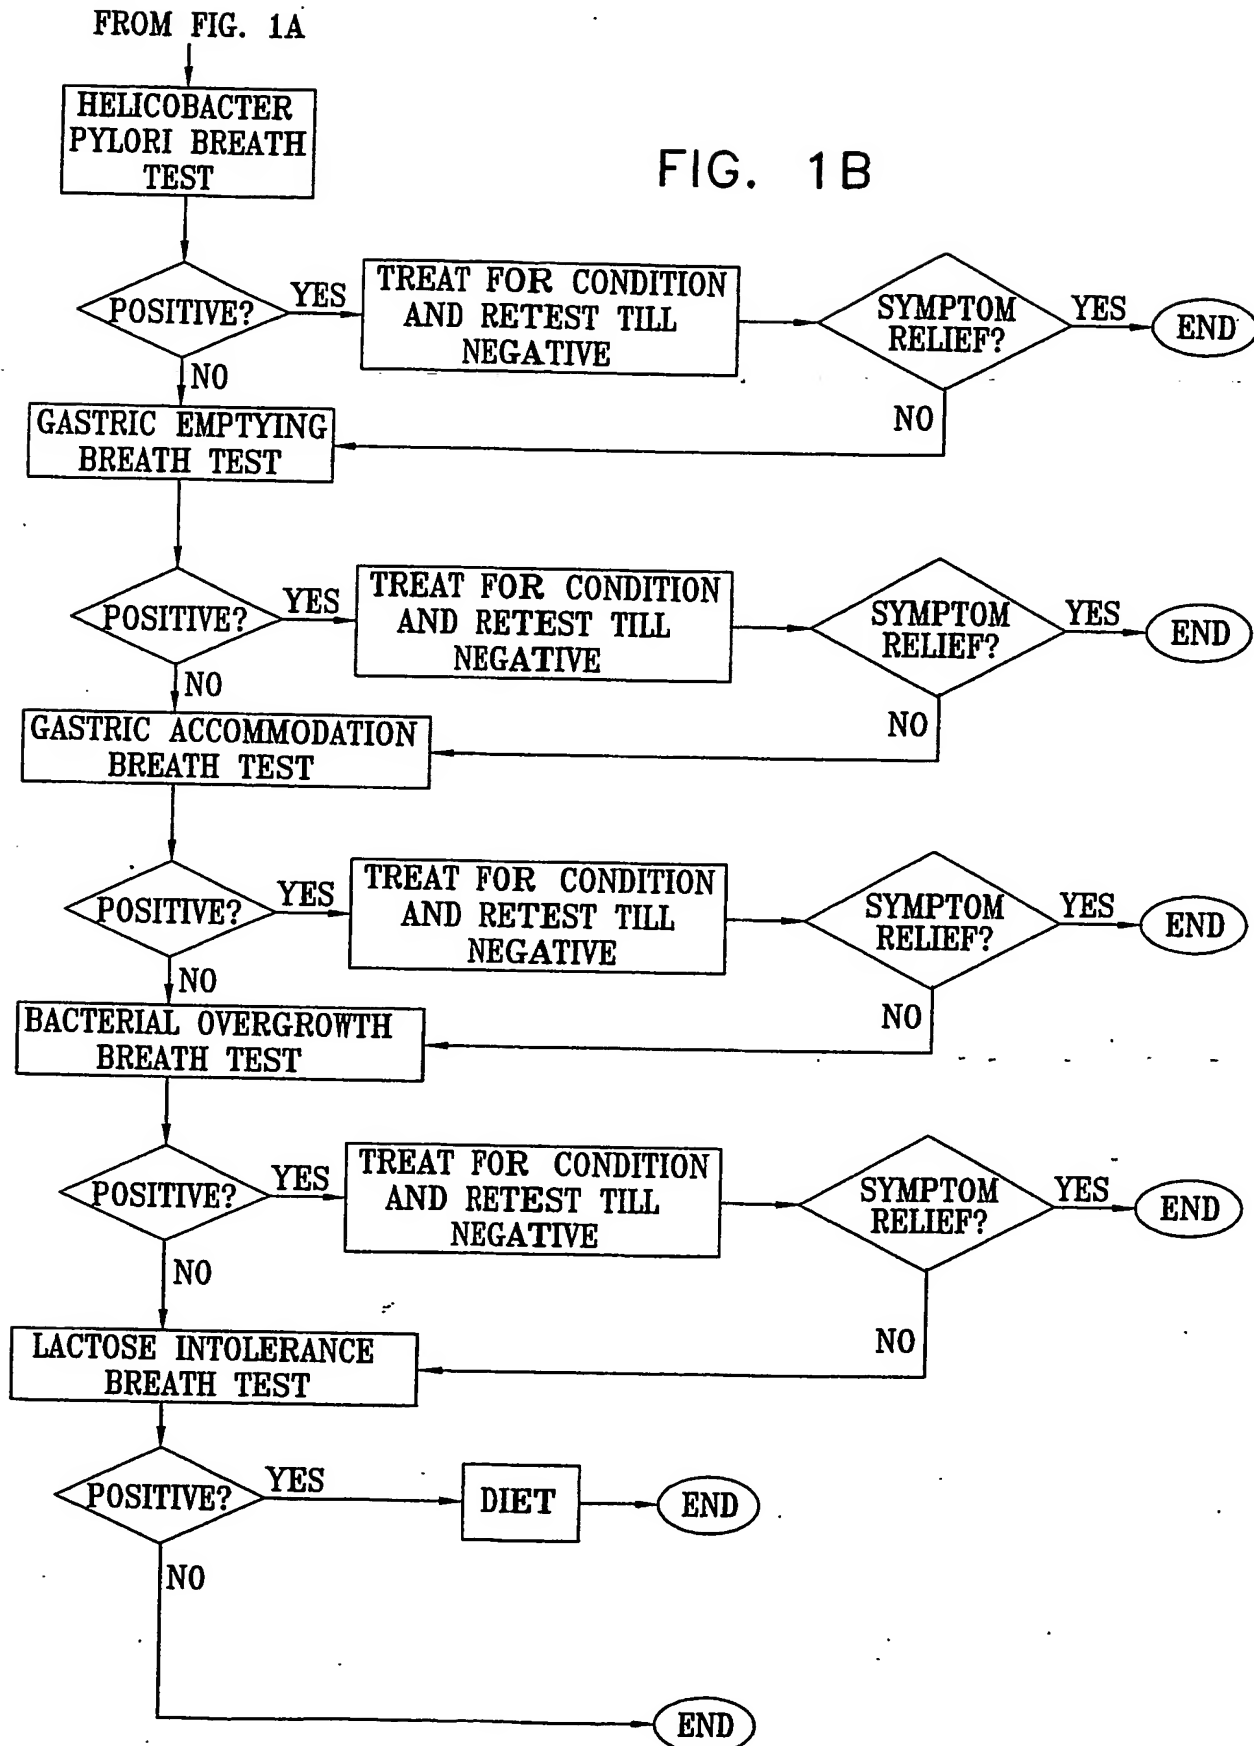 FROM FIG. 1A
HELICOBACTER
PYLORI BREATH
TEST
FIG. 1B
POSITIVE?
YES
TREAT FOR CONDITION
AND RETEST TILL
NEGATIVE
SYMPTOM
RELIEF?
YES
END
NO
NO
GASTRIC EMPTYING
BREATH TEST
POSITIVE?
YES
TREAT FOR CONDITION
AND RETEST TILL
NEGATIVE
SYMPTOM
RELIEF?
YES
END
NO
NO
GASTRIC ACCOMMODATION
BREATH TEST
POSITIVE?
YES
TREAT FOR CONDITION
AND RETEST TILL
NEGATIVE
SYMPTOM
RELIEF?
YES
END
NO
NO
BACTERIAL OVERGROWTH
BREATH TEST
POSITIVE?
YES
TREAT FOR CONDITION
AND RETEST TILL
NEGATIVE
SYMPTOM
RELIEF?
YES
END
NO
NO
LACTOSE INTOLERANCE
BREATH TEST
POSITIVE?
YES
DIET
END
NO
END